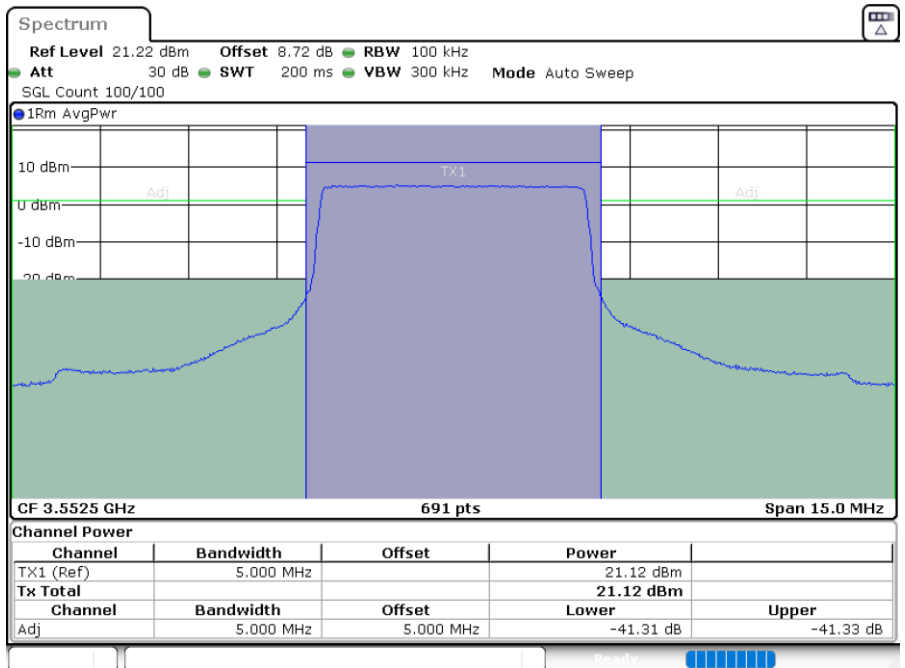 Spectrum
Ref Level 21.22 dBm Offset 8.72 dB RBW 100 kHz
Att 30 dB SWT 200 ms VBW 300 kHz Mode Auto Sweep
SGL Count 100/100
1Rm AvgPwr
10 dBm
TX1
Adj Adj
0 dBm
-10 dBm
-20 dBm
CF 3.5525 GHz 691 pts Span 15.0 MHz
Channel Power
Channel Bandwidth Offset Power
TX1 (Ref) 5.000 MHz 21.12 dBm
Tx Total 21.12 dBm
Channel Bandwidth Offset Lower Upper
Adj 5.000 MHz 5.000 MHz -41.31 dB -41.33 dB
Ready